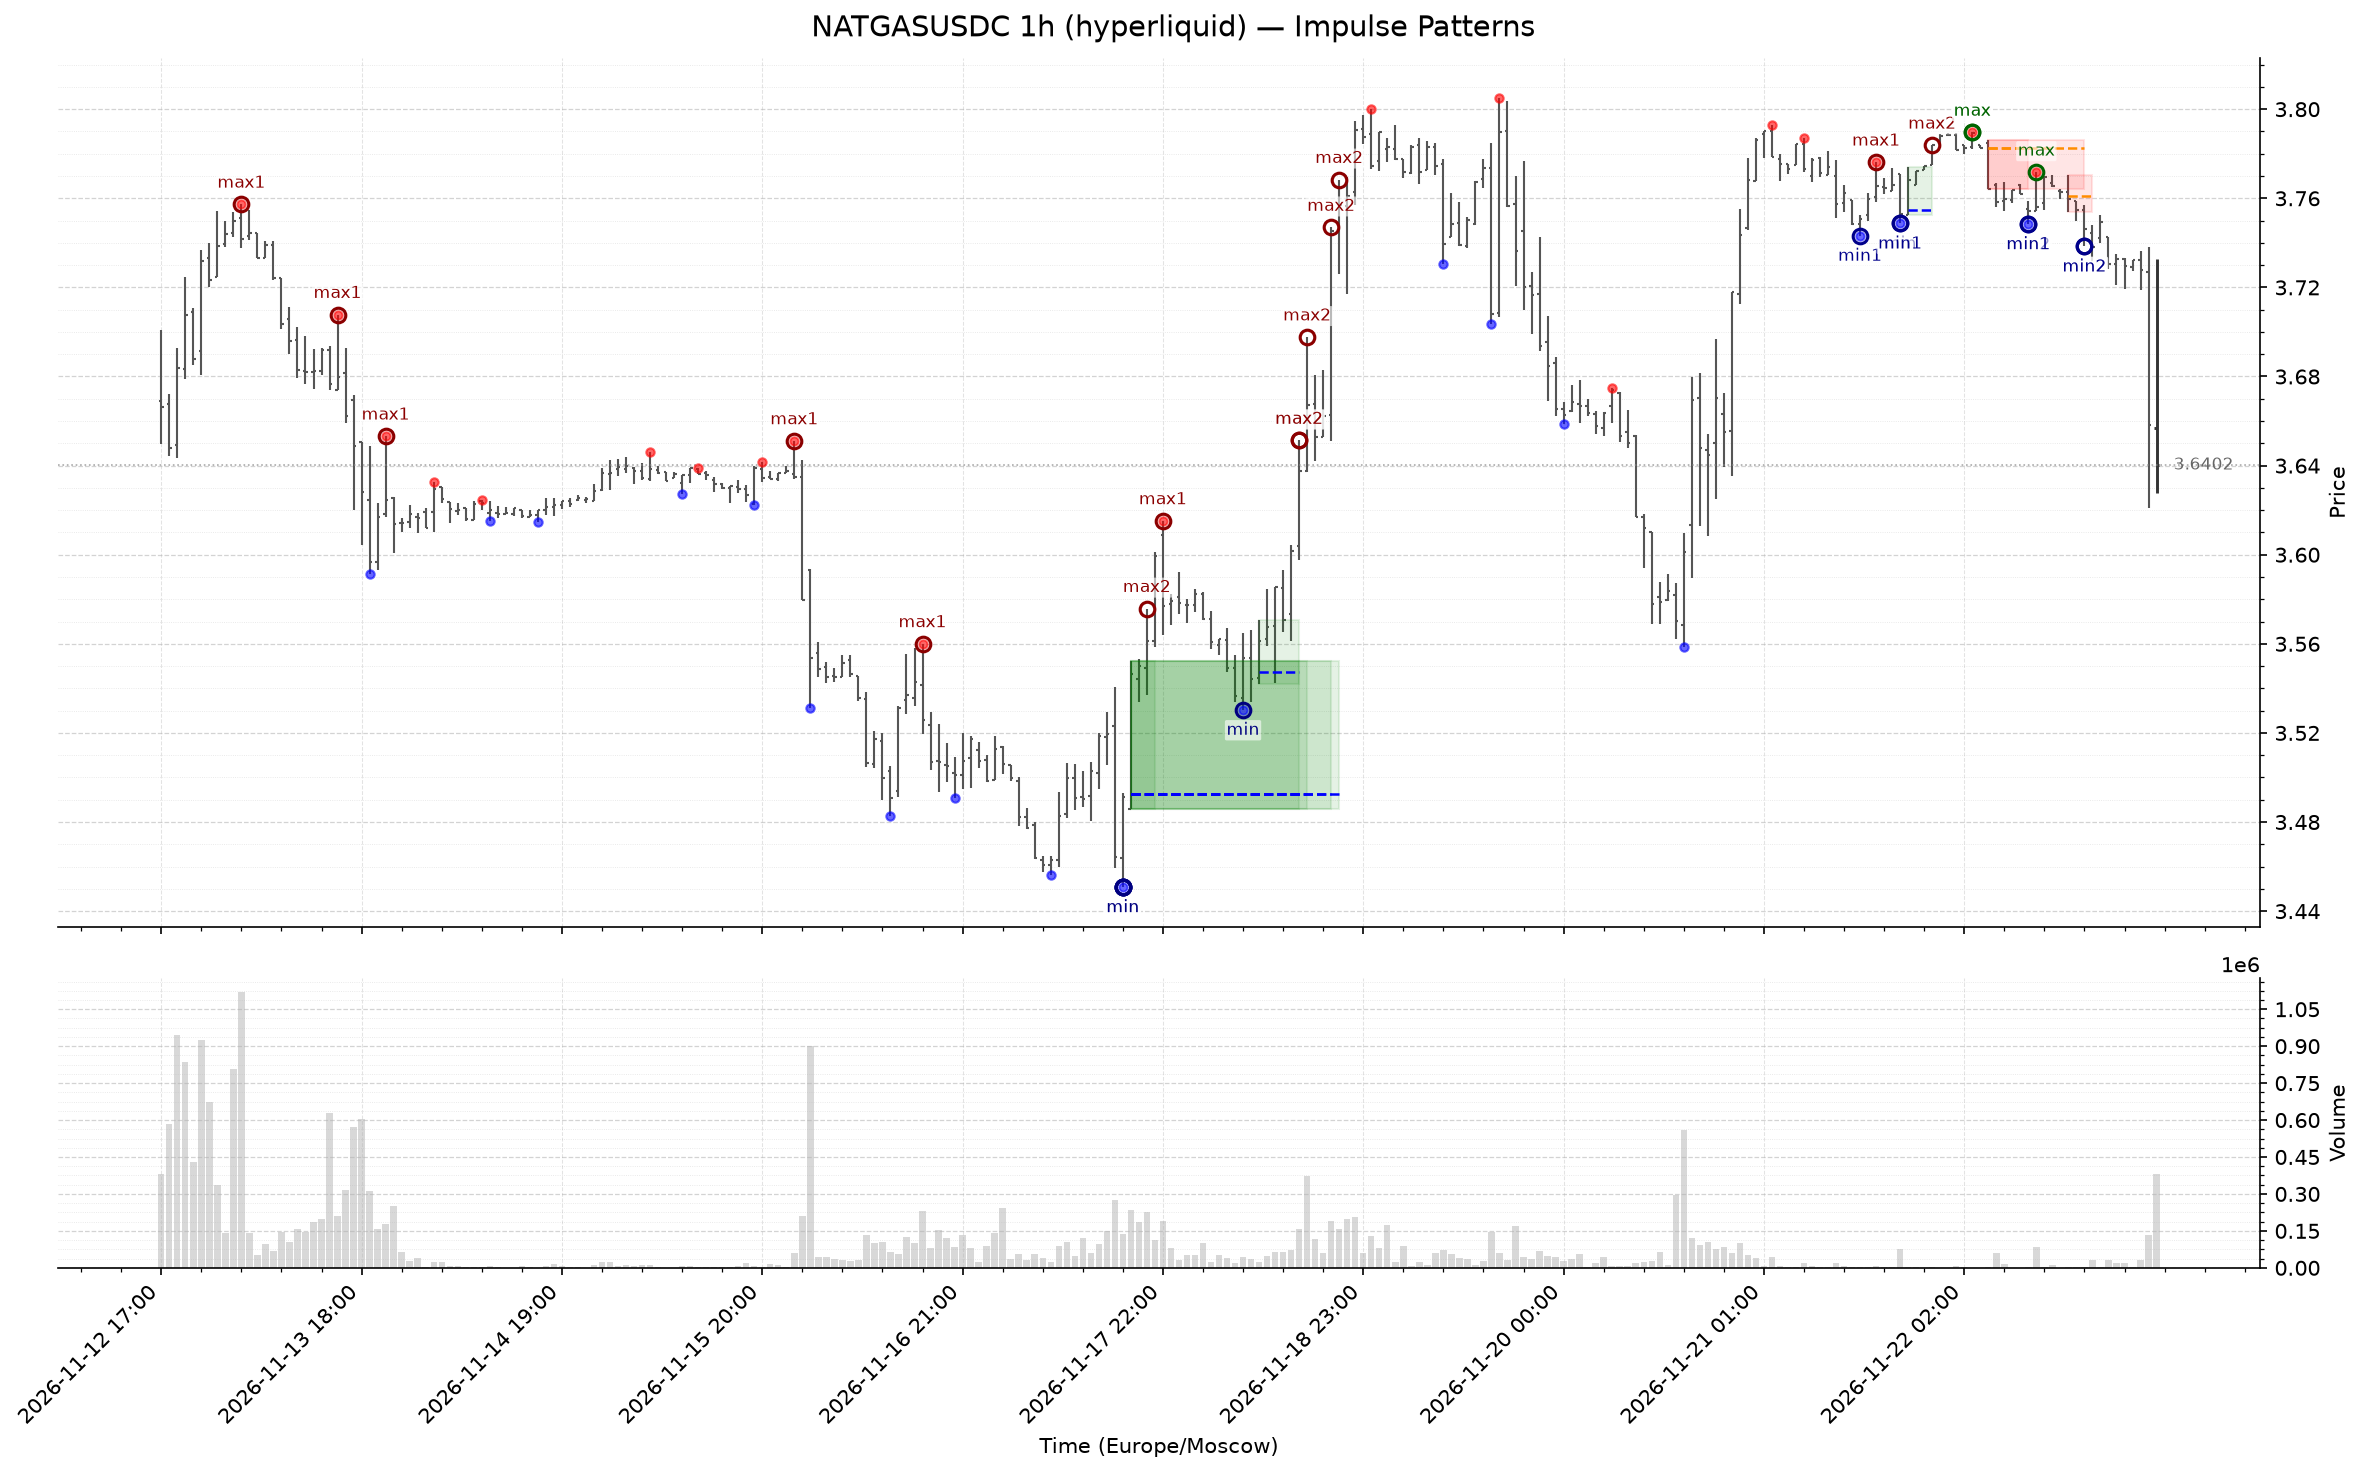 NATGASUSDC 1h (hyperliquid) — Impulse Patterns
max1
max1
max1
max1
max1
max1
max2
max2
max2
max2
max2
max1
max2
max
max
min
min
min1
min1
min2
3.80
3.76
3.72
3.68
3.64
3.60
3.56
3.52
3.48
3.44
3.6402
Price
1e6
1.05
0.90
0.75
0.60
0.45
0.30
0.15
0.00
Volume
2026-11-12 17:00
2026-11-13 18:00
2026-11-14 19:00
2026-11-15 20:00
2026-11-16 21:00
2026-11-17 22:00
2026-11-18 23:00
2026-11-20 00:00
2026-11-21 01:00
2026-11-22 02:00
Time (Europe/Moscow)